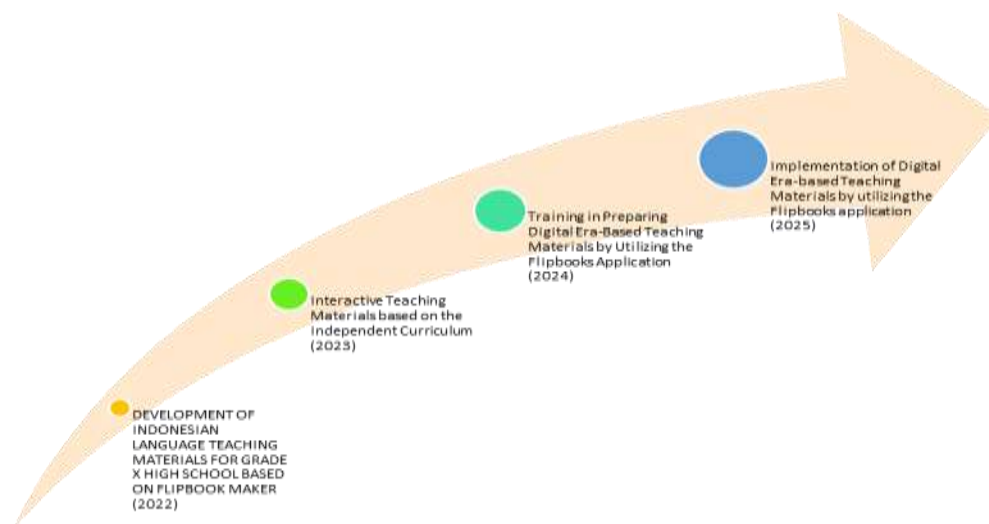 DEVELOPMENT OF
INDONESIAN
LANGUAGE TEACHING
MATERIALS FOR GRADE
X HIGH SCHOOL BASED
ON FLIPBOOK MAKER
(2022)
Interactive Teaching
Materials based on the
Independent Curriculum
(2023)
Training in Preparing
Digital Era-Based Teaching
Materials by Utilizing the
Flipbooks Application
(2024)
Implementation of Digital
Era-based Teaching
Materials by utilizing the
Flipbooks application
(2025)